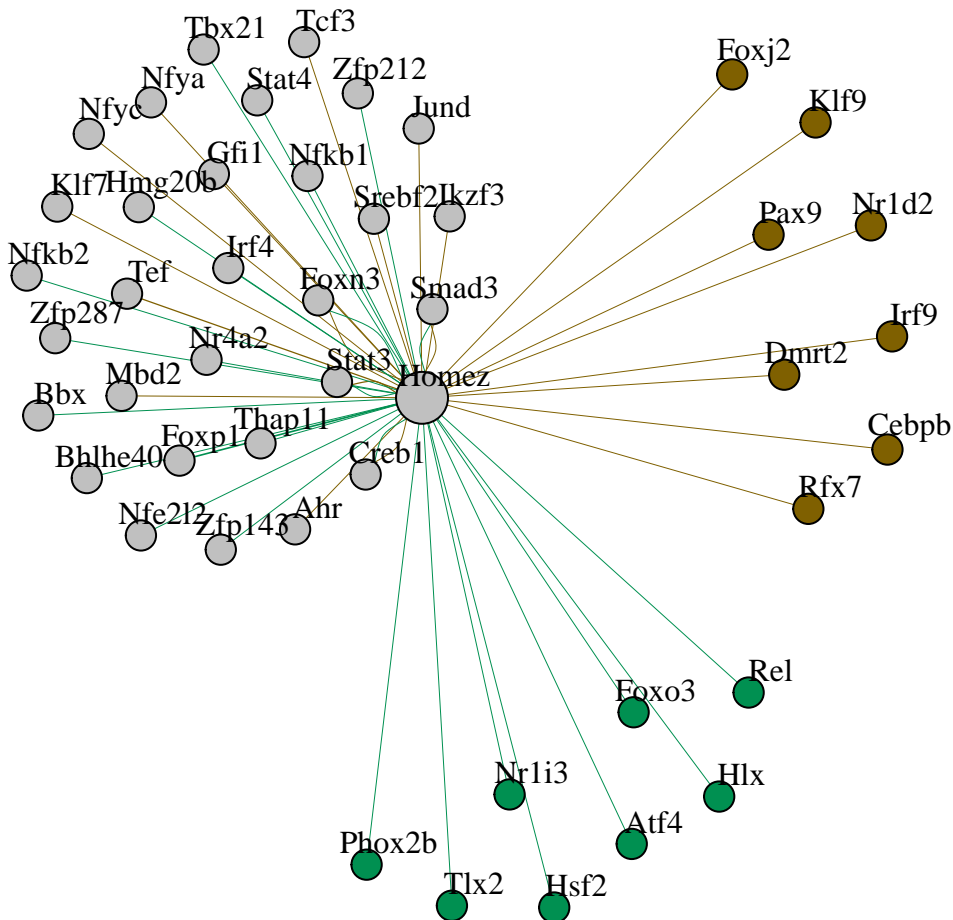 Tcf3
Tbx21
Foxj2
Zfp212
Nfya
Stat4
Klf9
Nfyc
Jund
Gfi1
Nfkb1
Klf7
Hmg20b
Srebf2
Ikzf3
Pax9
Nr1d2
Nfkb2
Tef
Irf4
Foxn3
Smad3
Zfp287
Irf9
Nr4a2
Stat3
Dmrt2
Bbx
Mbd2
Homez
Thap11
Cebpb
Bhlhe40
Foxp1
Creb1
Rfx7
Nfe2l2
Zfp143
Ahr
Rel
Foxo3
Nr1i3
Hlx
Atf4
Phox2b
Tlx2
Hsf2